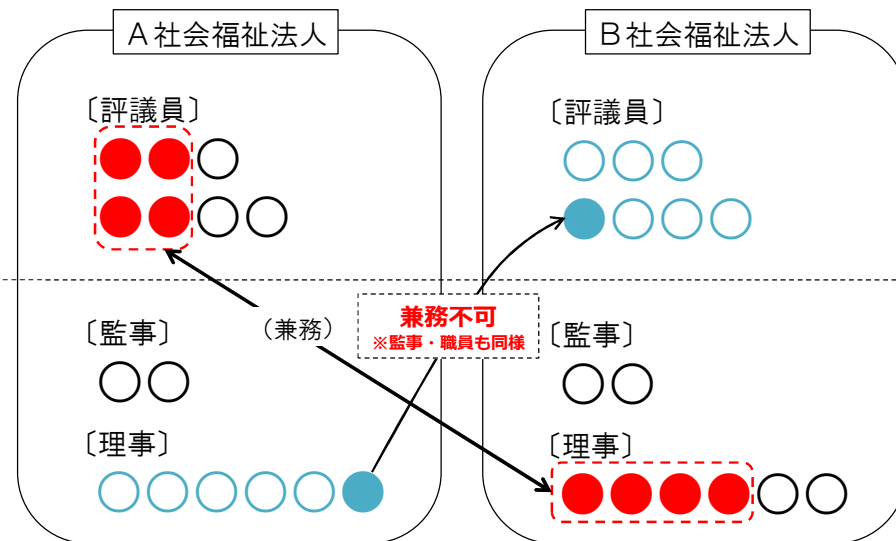 A社会福祉法人
B社会福祉法人
〔評議員〕
〔評議員〕
兼務不可
※監事・職員も同様
（兼務）
〔監事〕
〔監事〕
〔理事〕
〔理事〕